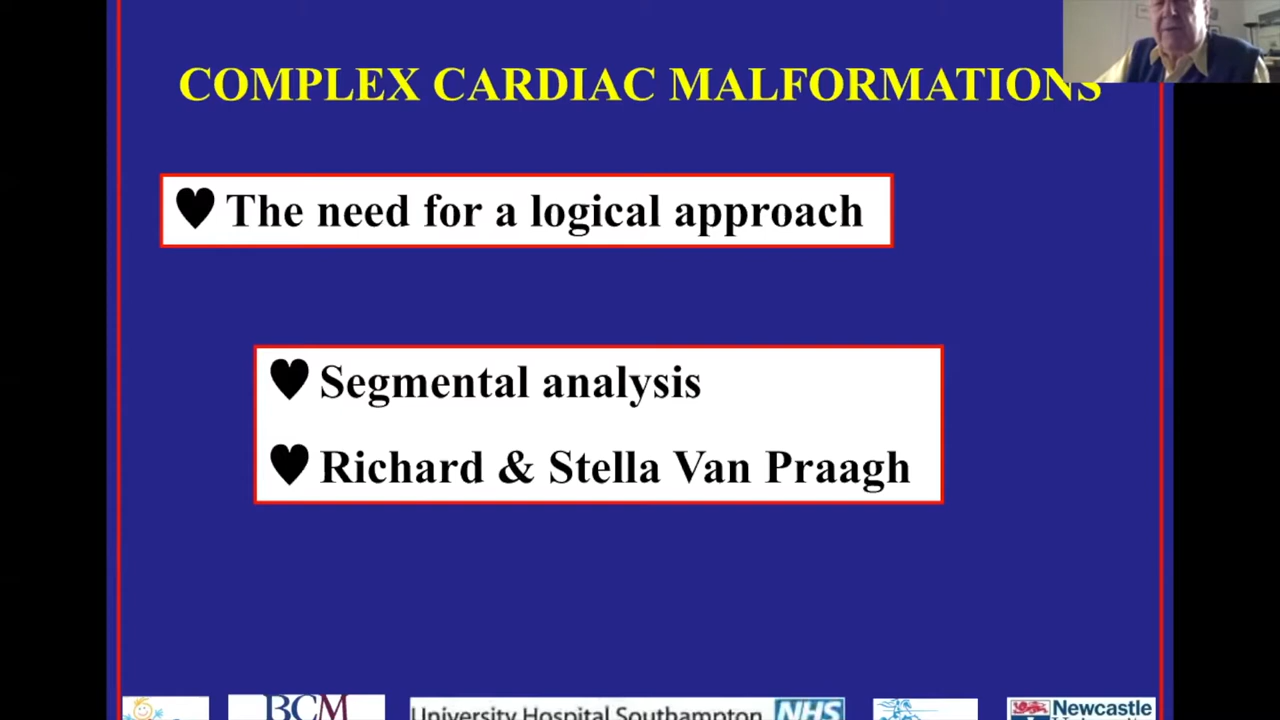 COMPLEX CARDIAC MALFORMATIONS
♥ The need for a logical approach
♥ Segmental analysis
♥ Richard & Stella Van Praagh
BCM
University Hospital Southampton NHS
Newcastle